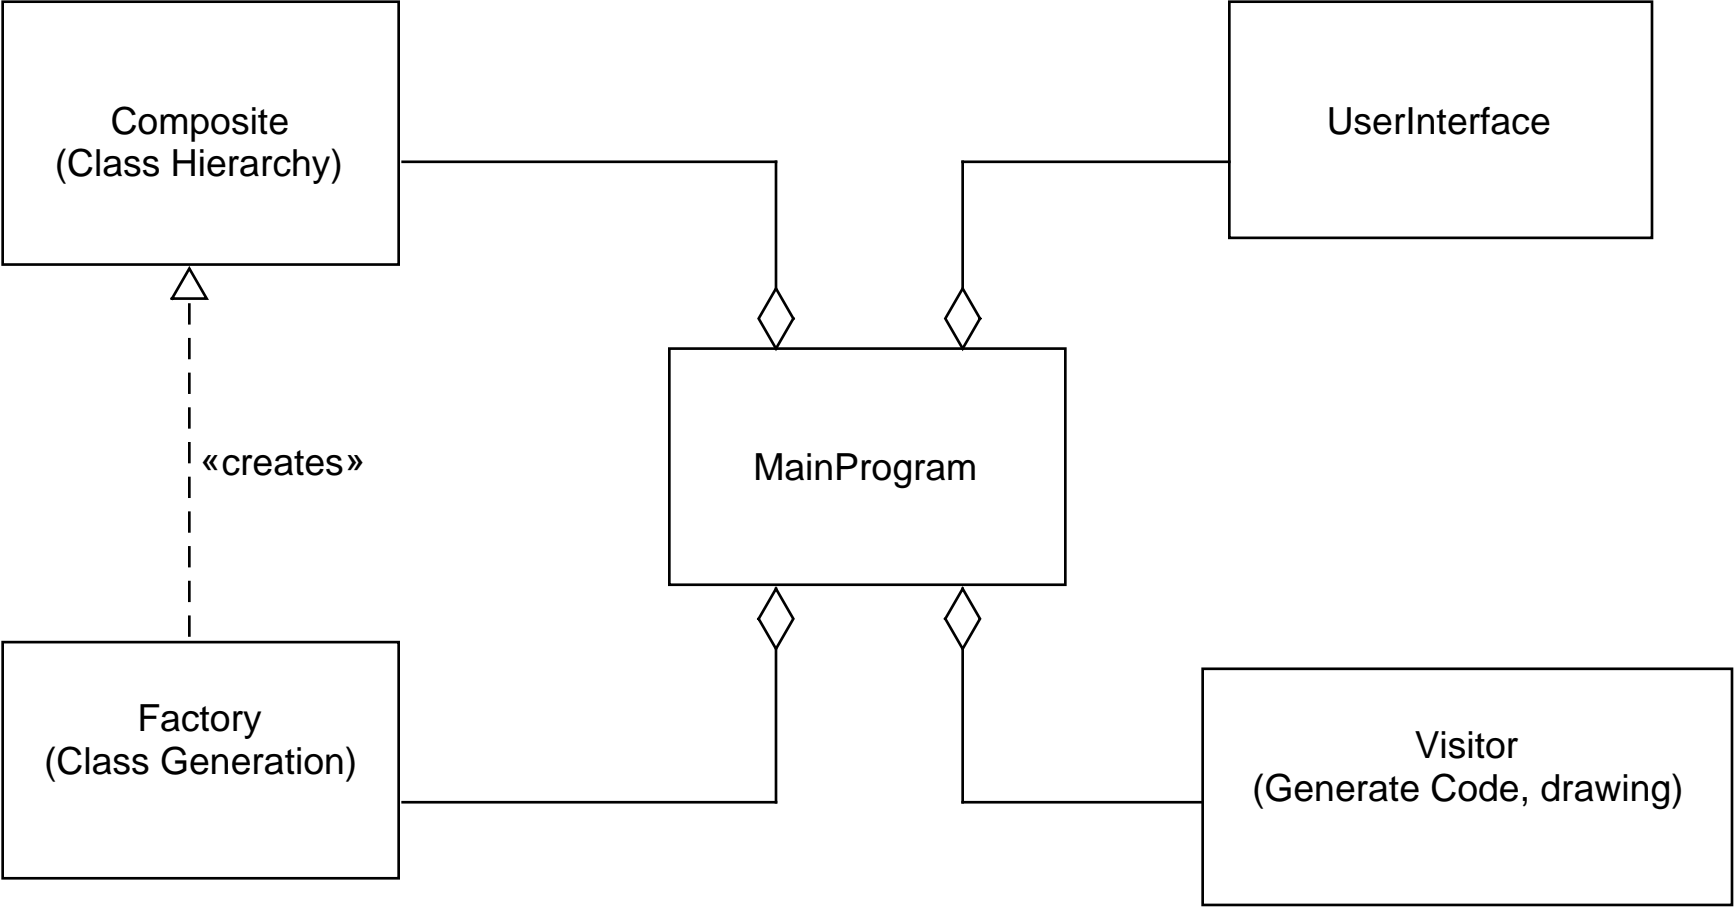 Composite
(Class Hierarchy)
UserInterface
«creates»
MainProgram
Factory
(Class Generation)
Visitor
(Generate Code, drawing)